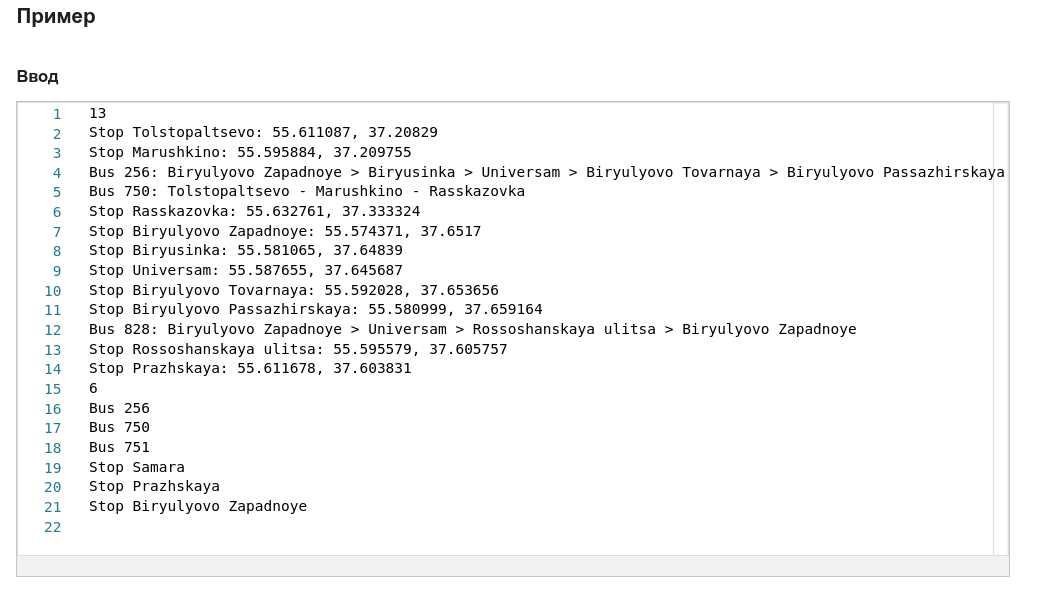 Пример
Ввод
1 13
2 Stop Tolstopaltsevo: 55.611087, 37.20829
3 Stop Marushkino: 55.595884, 37.209755
4 Bus 256: Biryulyovo Zapadnoye > Biryusinka > Universam > Biryulyovo Tovarnaya > Biryulyovo Passazhirskaya
5 Bus 750: Tolstopaltsevo - Marushkino - Rasskazovka
6 Stop Rasskazovka: 55.632761, 37.333324
7 Stop Biryulyovo Zapadnoye: 55.574371, 37.6517
8 Stop Biryusinka: 55.581065, 37.64839
9 Stop Universam: 55.587655, 37.645687
10 Stop Biryulyovo Tovarnaya: 55.592028, 37.653656
11 Stop Biryulyovo Passazhirskaya: 55.580999, 37.659164
12 Bus 828: Biryulyovo Zapadnoye > Universam > Rossoshanskaya ulitsa > Biryulyovo Zapadnoye
13 Stop Rossoshanskaya ulitsa: 55.595579, 37.605757
14 Stop Prazhskaya: 55.611678, 37.603831
15 6
16 Bus 256
17 Bus 750
18 Bus 751
19 Stop Samara
20 Stop Prazhskaya
21 Stop Biryulyovo Zapadnoye
22